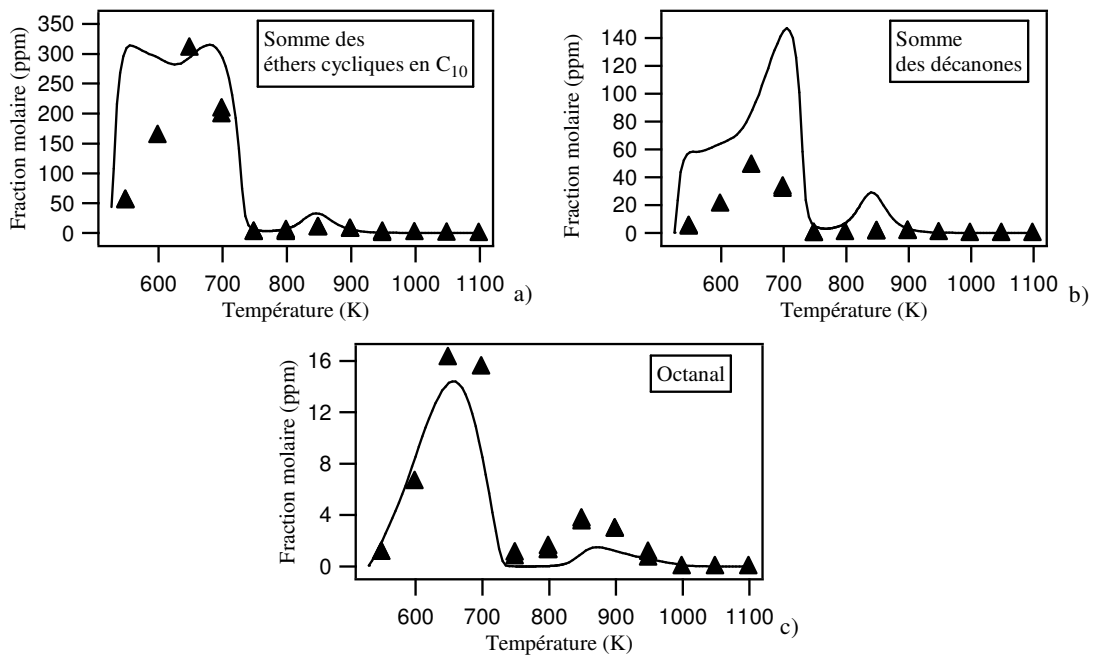 Fraction molaire (ppm)
350
300
250
200
150
100
50
0
Somme des
éthers cycliques en C10
600 700 800 900 1000 1100
Température (K)
a)
Fraction molaire (ppm)
140
120
100
80
60
40
20
0
Somme
des décanones
600 700 800 900 1000 1100
Température (K)
b)
Fraction molaire (ppm)
16
12
8
4
0
Octanal
600 700 800 900 1000 1100
Température (K)
c)